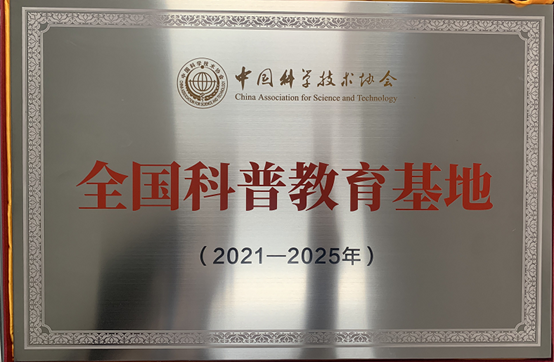 中国科学技术协会
China Association for Science and Technology
全国科普教育基地
（2021—2025年）